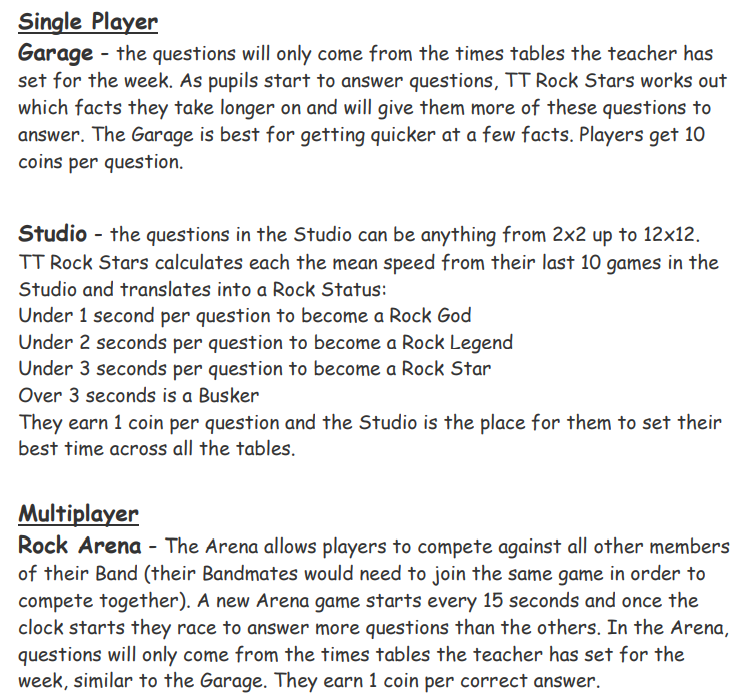 Single Player
Garage – the questions will only come from the times tables the teacher has
set for the week. As pupils start to answer questions, TT Rock Stars works out
which facts they take longer on and will give them more of these questions to
answer. The Garage is best for getting quicker at a few facts. Players get 10
coins per question.
Studio – the questions in the Studio can be anything from 2x2 up to 12x12.
TT Rock Stars calculates each the mean speed from their last 10 games in the
Studio and translates into a Rock Status:
Under 1 second per question to become a Rock God
Under 2 seconds per question to become a Rock Legend
Under 3 seconds per question to become a Rock Star
Over 3 seconds is a Busker
They earn 1 coin per question and the Studio is the place for them to set their
best time across all the tables.
Multiplayer
Rock Arena – The Arena allows players to compete against all other members
of their Band (their Bandmates would need to join the same game in order to
compete together). A new Arena game starts every 15 seconds and once the
clock starts they race to answer more questions than the others. In the Arena,
questions will only come from the times tables the teacher has set for the
week, similar to the Garage. They earn 1 coin per correct answer.